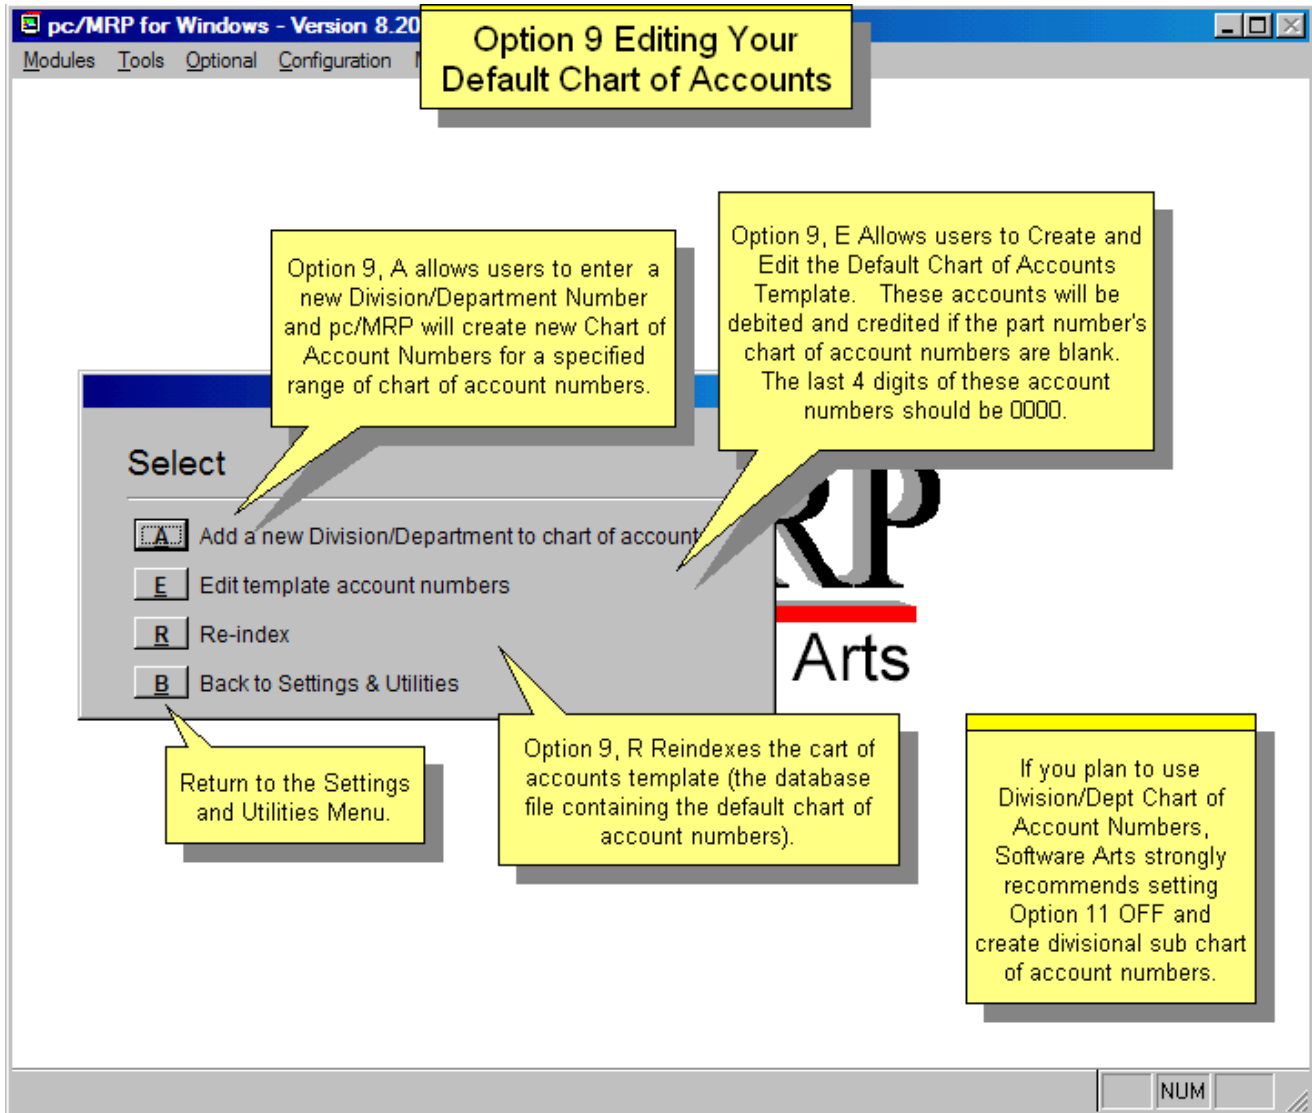 pc/MRP for Windows - Version 8.20
Option 9 Editing Your
Default Chart of Accounts
Modules Tools Optional Configuration
Option 9, A allows users to enter a
new Division/Department Number
and pc/MRP will create new Chart of
Account Numbers for a specified
range of chart of account numbers.
Option 9, E Allows users to Create and
Edit the Default Chart of Accounts
Template. These accounts will be
debited and credited if the part number's
chart of account numbers are blank.
The last 4 digits of these account
numbers should be 0000.
Select
A Add a new Division/Department to chart of account
E Edit template account numbers
R Re-index
B Back to Settings & Utilities
RP
Arts
Return to the Settings
and Utilities Menu.
Option 9, R Reindexes the cart of
accounts template (the database
file containing the default chart of
account numbers).
If you plan to use
Division/Dept Chart of
Account Numbers,
Software Arts strongly
recommends setting
Option 11 OFF and
create divisional sub chart
of account numbers.
NUM